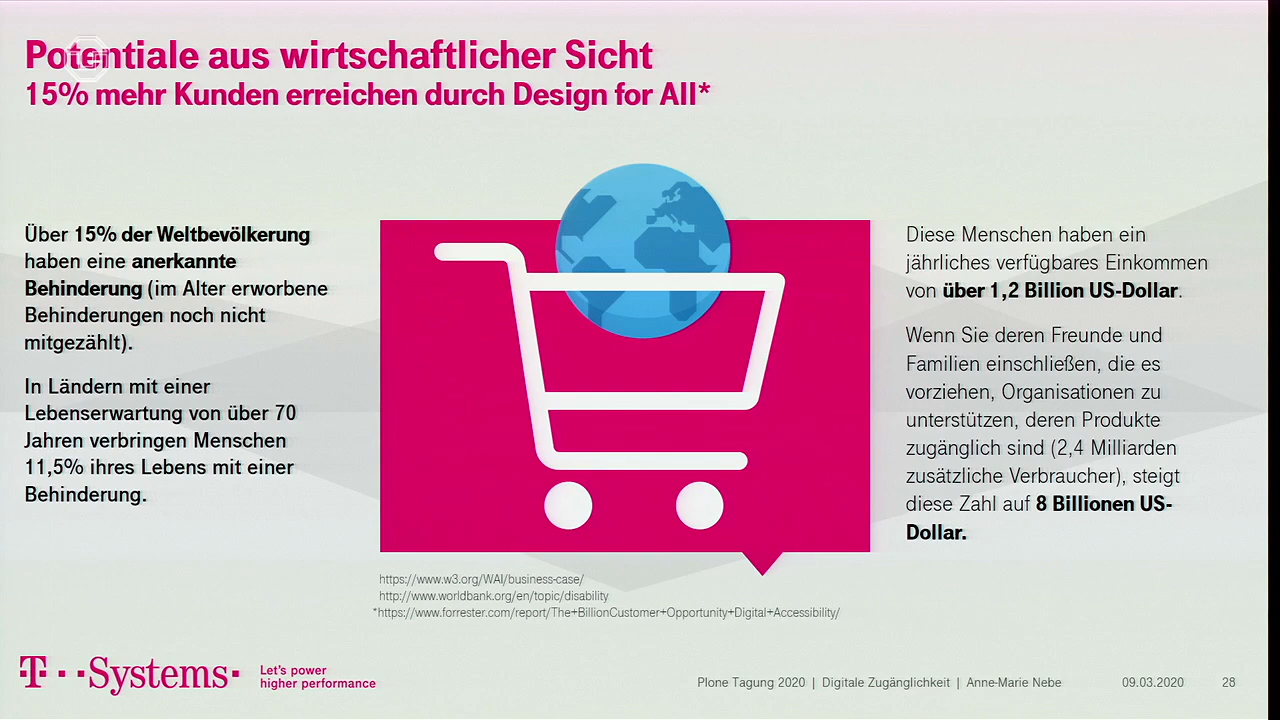 Potentiale aus wirtschaftlicher Sicht
15% mehr Kunden erreichen durch Design for All*
Über 15% der Weltbevölkerung
haben eine anerkannte
Behinderung (im Alter erworbene
Behinderungen noch nicht
mitgezählt).
In Ländern mit einer
Lebenserwartung von über 70
Jahren verbringen Menschen
11,5% ihres Lebens mit einer
Behinderung.
Diese Menschen haben ein
jährliches verfügbares Einkommen
von über 1,2 Billion US-Dollar.
Wenn Sie deren Freunde und
Familien einschließen, die es
vorziehen, Organisationen zu
unterstützen, deren Produkte
zugänglich sind (2,4 Milliarden
zusätzliche Verbraucher), steigt
diese Zahl auf 8 Billionen US-
Dollar.
https://www.w3.org/WAI/business-case/
http://www.worldbank.org/en/topic/disability
*https://www.forrester.com/report/The+BillionCustomer+Opportunity+Digital+Accessibility/
T··Systems· Let's power
higher performance
Plone Tagung 2020 | Digitale Zugänglichkeit | Anne-Marie Nebe 09.03.2020 28